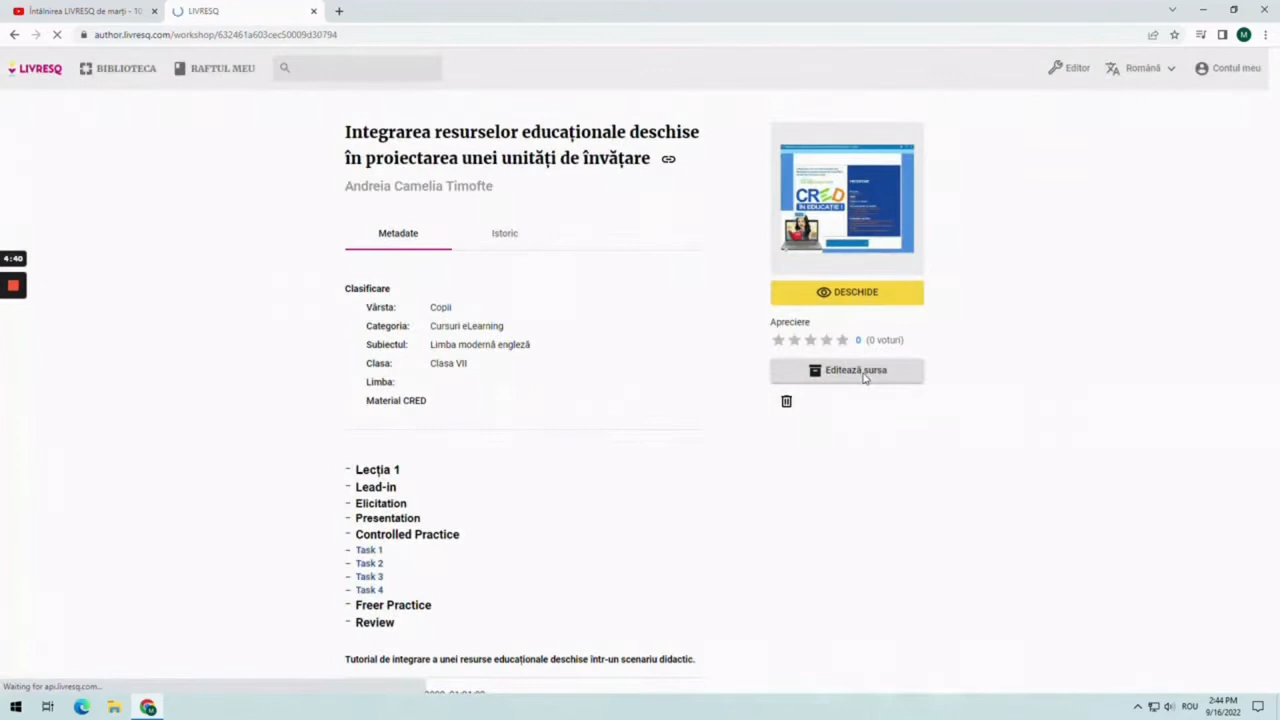 Întâlnirea LIVRESQ de marți - 10
LIVRESQ
author.livresq.com/workshop/632461a603cec50009d30794
M
LIVRESQ
BIBLIOTECA
RAFTUL MEU
Editor
Română
Contul meu
Integrarea resurselor educaționale deschise
în proiectarea unei unități de învățare
Andreia Camelia Timofte
Metadate
Istoric
CRED
ÎN EDUCAȚIE !
DESCHIDE
Apreciere
0 (0 voturi)
Editează sursa
4:40
Clasificare
Vârsta: Copii
Categoria: Cursuri eLearning
Subiectul: Limba modernă engleză
Clasa: Clasa VII
Limba:
Material CRED
- Lecția 1
- Lead-in
- Elicitation
- Presentation
- Controlled Practice
- Task 1
- Task 2
- Task 3
- Task 4
- Freer Practice
- Review
Tutorial de integrare a unei resurse educaționale deschise într-un scenariu didactic.
Waiting for api.livresq.com...
ROU
2:44 PM
9/16/2022